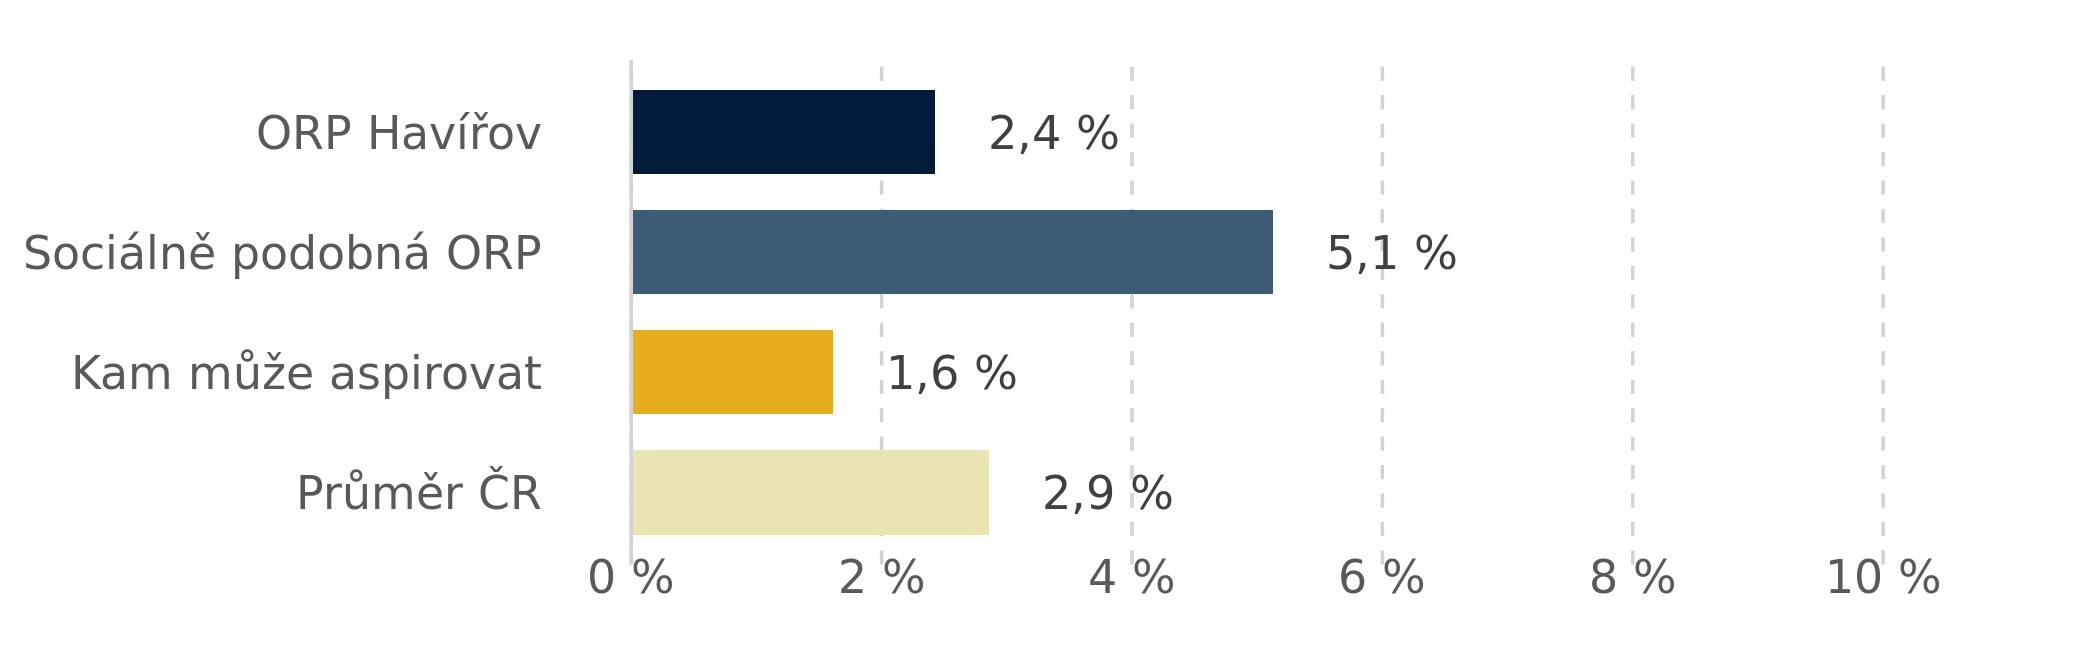 ORP Havířov
2,4 %
Sociálně podobná ORP
5,1 %
Kam může aspirovat
1,6 %
Průměr ČR
2,9 %
0 %
2 %
4 %
6 %
8 %
10 %